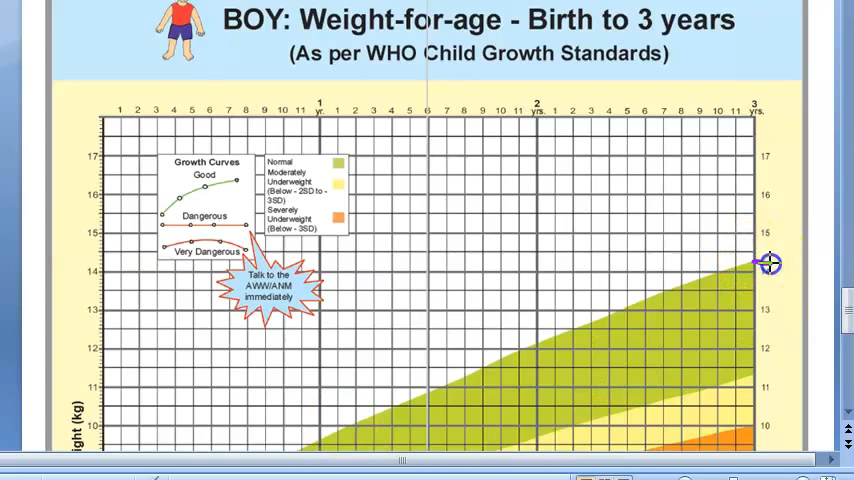 BOY: Weight-for-age - Birth to 3 years
(As per WHO Child Growth Standards)
1 2 3 4 5 6 7 8 9 10 11 1 yr. 1 2 3 4 5 6 7 8 9 10 11 2 yrs. 1 2 3 4 5 6 7 8 9 10 11 3 yrs.
17 17
16 16
15 15
14
13 13
12 12
11 11
10 10
Growth Curves
Good
Dangerous
Very Dangerous
Normal
Moderately
Underweight
(Below - 2SD to -
3SD)
Severely
Underweight
(Below - 3SD)
Talk to the
AWW/ANM
immediately
(kg)